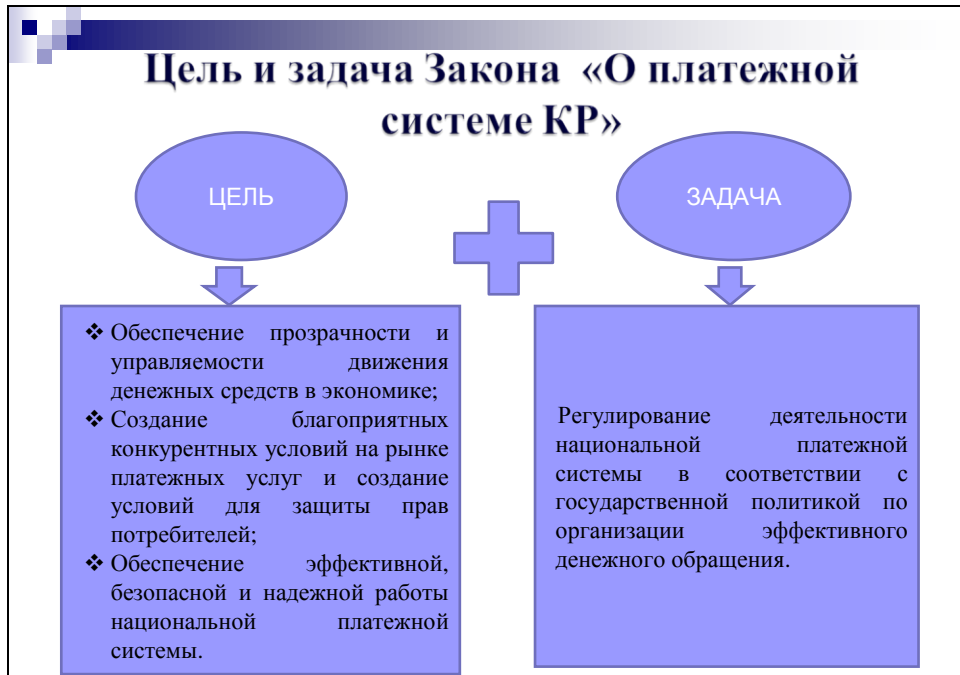 Цель и задача Закона «О платежной
системе КР»
ЦЕЛЬ
ЗАДАЧА
❖ Обеспечение прозрачности и
управляемости движения
денежных средств в экономике;
❖ Создание благоприятных
конкурентных условий на рынке
платежных услуг и создание
условий для защиты прав
потребителей;
❖ Обеспечение эффективной,
безопасной и надежной работы
национальной платежной
системы.
Регулирование деятельности
национальной платежной
системы в соответствии с
государственной политикой по
организации эффективного
денежного обращения.